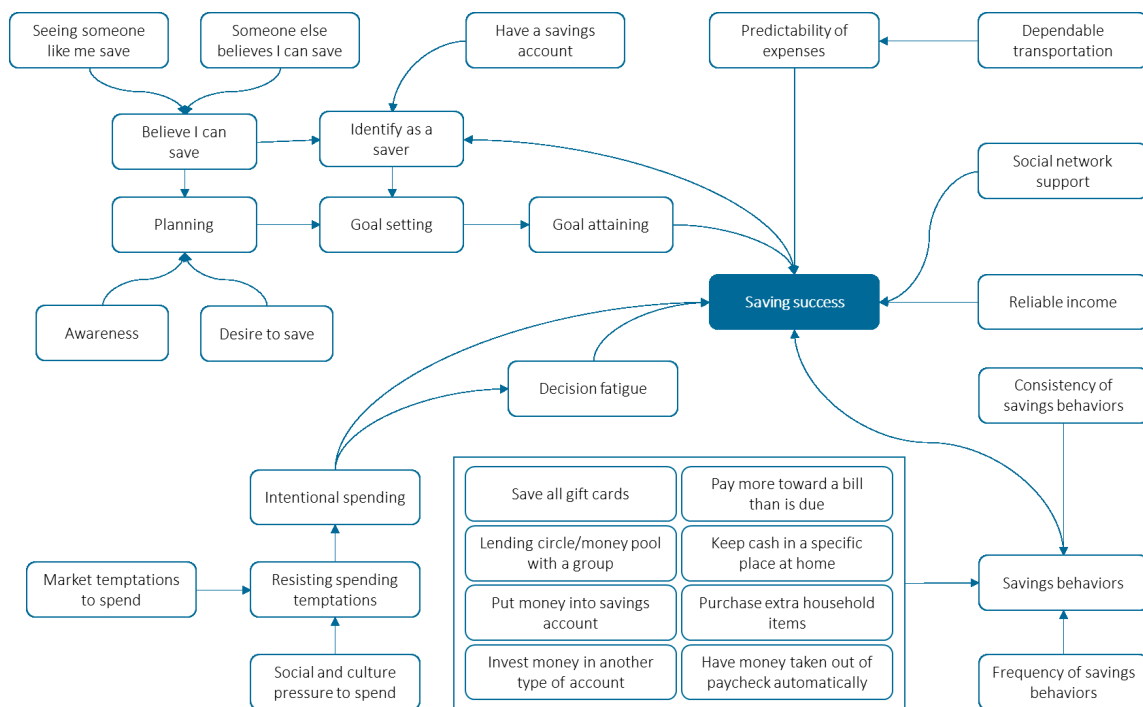 Seeing someone
like me save
Someone else
believes I can save
Have a savings
account
Predictability of
expenses
Dependable
transportation
Believe I can
save
Identify as a
saver
Social network
support
Planning
Goal setting
Goal attaining
Saving success
Reliable income
Awareness
Desire to save
Decision fatigue
Consistency of
savings behaviors
Intentional spending
Save all gift cards
Pay more toward a bill
than is due
Lending circle/money pool
with a group
Keep cash in a specific
place at home
Market temptations
to spend
Resisting spending
temptations
Put money into savings
account
Purchase extra household
items
Savings behaviors
Social and culture
pressure to spend
Invest money in another
type of account
Have money taken out of
paycheck automatically
Frequency of savings
behaviors